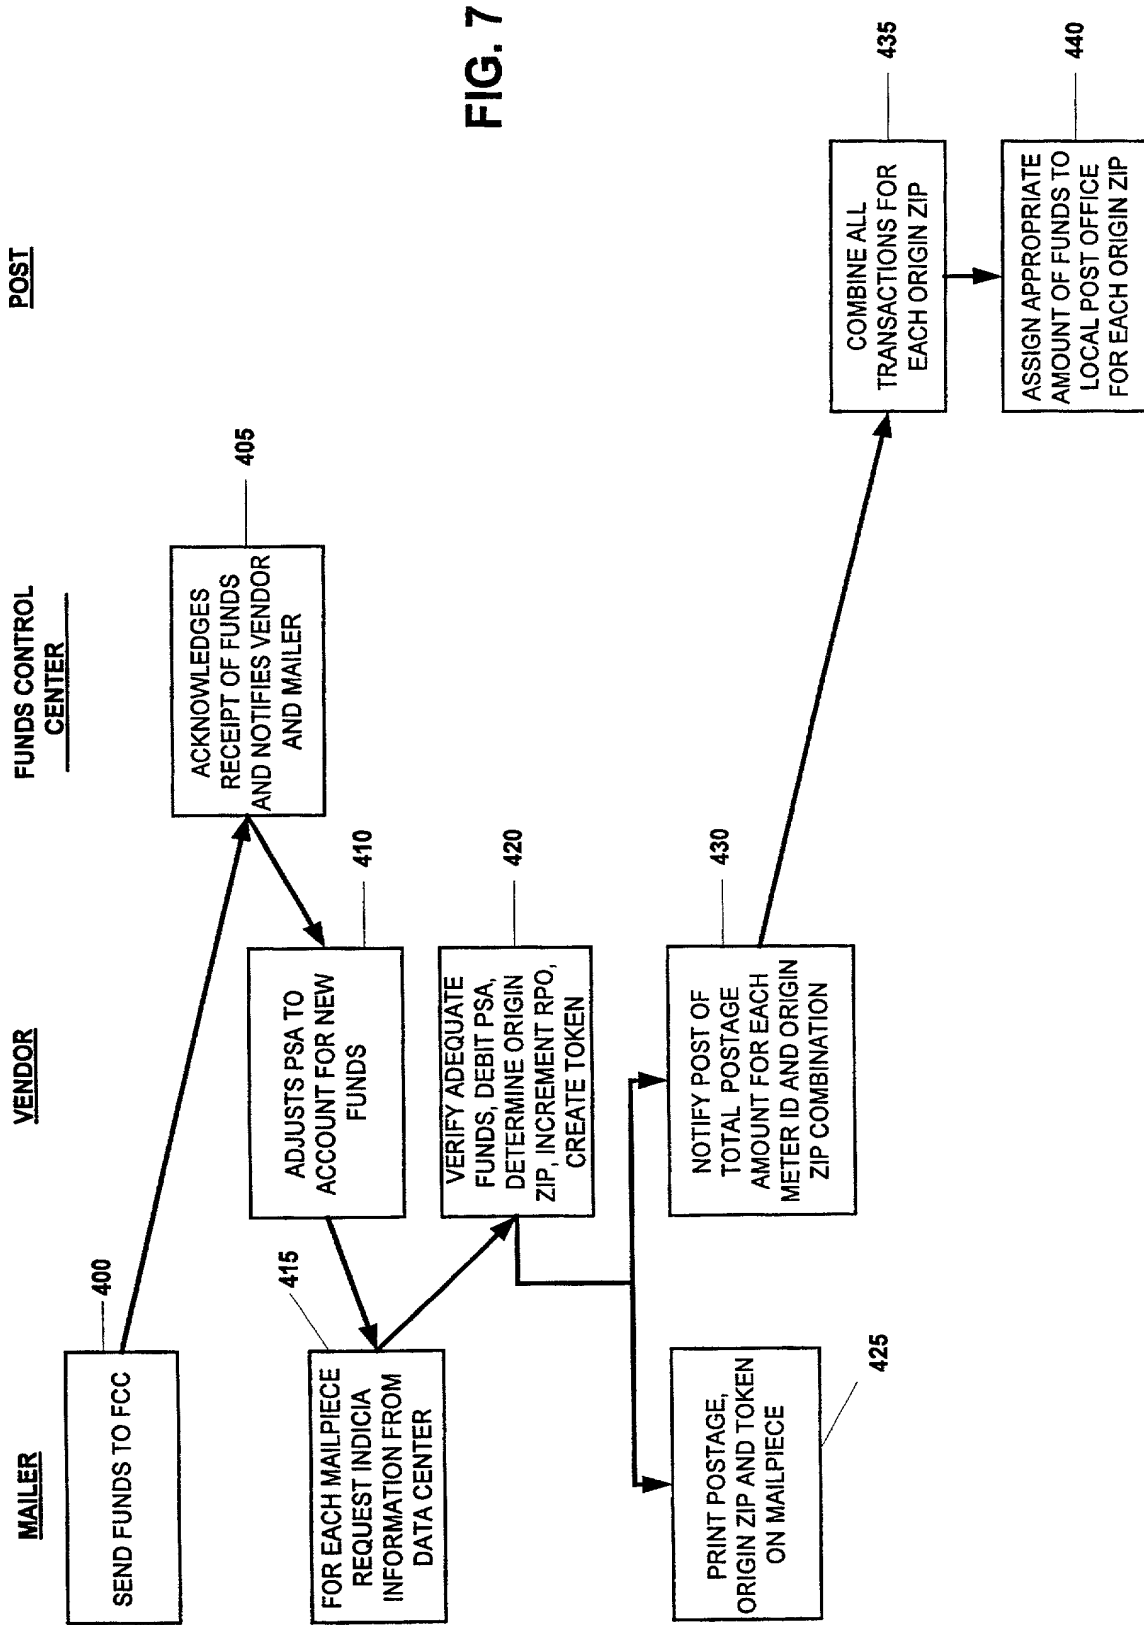 MAILER
VENDOR
FUNDS CONTROL
CENTER
POST
400
SEND FUNDS TO FCC
405
ACKNOWLEDGES
RECEIPT OF FUNDS
AND NOTIFIES VENDOR
AND MAILER
410
ADJUSTS PSA TO
ACCOUNT FOR NEW
FUNDS
415
FOR EACH MAILPIECE
REQUEST INDICIA
INFORMATION FROM
DATA CENTER
420
VERIFY ADEQUATE
FUNDS, DEBIT PSA,
DETERMINE ORIGIN
ZIP, INCREMENT RPO,
CREATE TOKEN
425
PRINT POSTAGE,
ORIGIN ZIP AND TOKEN
ON MAILPIECE
430
NOTIFY POST OF
TOTAL POSTAGE
AMOUNT FOR EACH
METER ID AND ORIGIN
ZIP COMBINATION
435
COMBINE ALL
TRANSACTIONS FOR
EACH ORIGIN ZIP
440
ASSIGN APPROPRIATE
AMOUNT OF FUNDS TO
LOCAL POST OFFICE
FOR EACH ORIGIN ZIP
FIG. 7